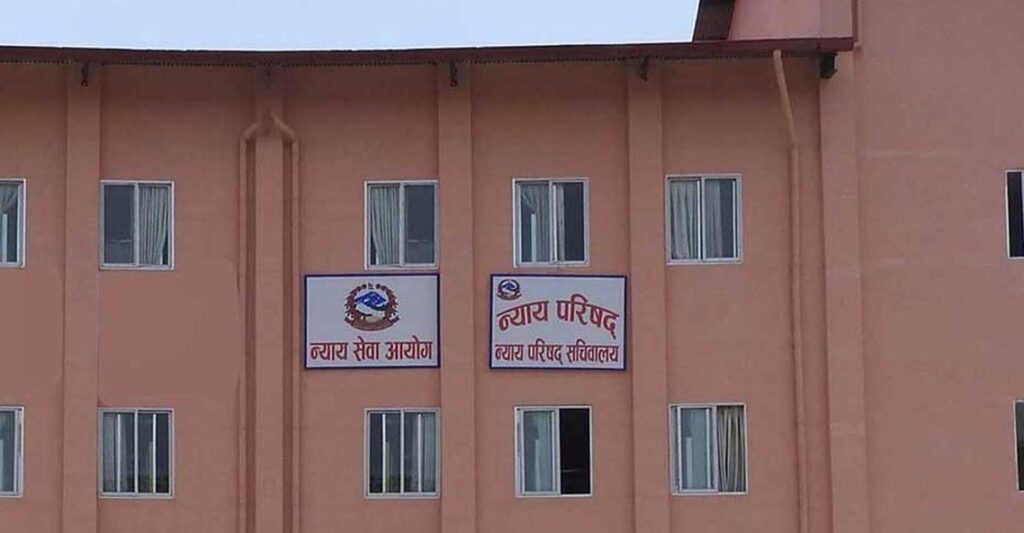 न्याय सेवा आयोग
न्याय परिषद्
न्याय परिषद् सचिवालय